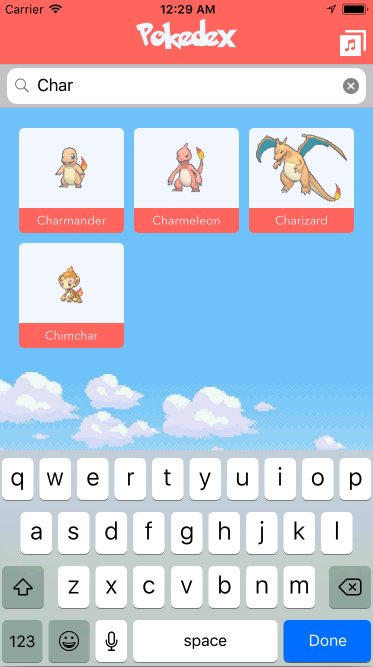 Carrier 12:29 AM
Pokedex
Char
Charmander Charmeleon Charizard
Chimchar
q w e r t y u i o p
a s d f g h j k l
z x c v b n m
123 space Done